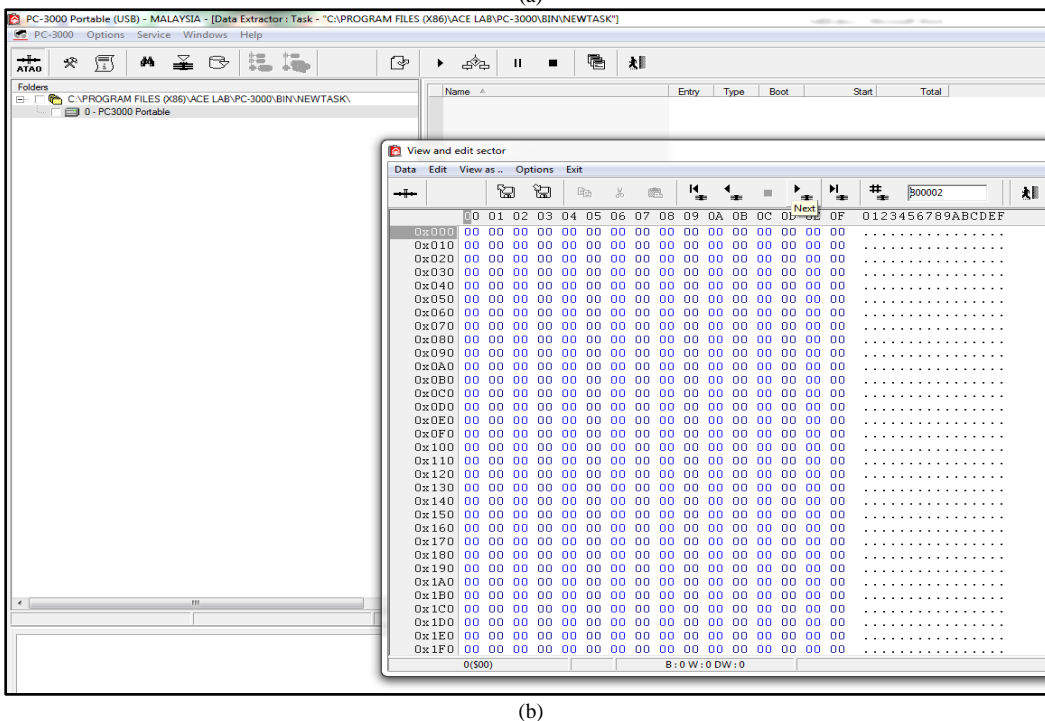 (a)
PC-3000 Portable (USB) - MALAYSIA - [Data Extractor : Task - "C:\PROGRAM FILES (X86)\ACE LAB\PC-3000\BIN\NEWTASK"]
PC-3000 Options Service Windows Help
ATA0
Folders
Name Entry Type Boot Start Total
C:\PROGRAM FILES (X86)\ACE LAB\PC-3000\BIN\NEWTASK\
0 - PC3000 Portable
View and edit sector
Data Edit View as .. Options Exit
800002
Next
00 01 02 03 04 05 06 07 08 09 0A 0B 0C 0D 0E 0F 0123456789ABCDEF
0x000 00 00 00 00 00 00 00 00 00 00 00 00 00 00 00 00 ................
0x010 00 00 00 00 00 00 00 00 00 00 00 00 00 00 00 00 ................
0x020 00 00 00 00 00 00 00 00 00 00 00 00 00 00 00 00 ................
0x030 00 00 00 00 00 00 00 00 00 00 00 00 00 00 00 00 ................
0x040 00 00 00 00 00 00 00 00 00 00 00 00 00 00 00 00 ................
0x050 00 00 00 00 00 00 00 00 00 00 00 00 00 00 00 00 ................
0x060 00 00 00 00 00 00 00 00 00 00 00 00 00 00 00 00 ................
0x070 00 00 00 00 00 00 00 00 00 00 00 00 00 00 00 00 ................
0x080 00 00 00 00 00 00 00 00 00 00 00 00 00 00 00 00 ................
0x090 00 00 00 00 00 00 00 00 00 00 00 00 00 00 00 00 ................
0x0A0 00 00 00 00 00 00 00 00 00 00 00 00 00 00 00 00 ................
0x0B0 00 00 00 00 00 00 00 00 00 00 00 00 00 00 00 00 ................
0x0C0 00 00 00 00 00 00 00 00 00 00 00 00 00 00 00 00 ................
0x0D0 00 00 00 00 00 00 00 00 00 00 00 00 00 00 00 00 ................
0x0E0 00 00 00 00 00 00 00 00 00 00 00 00 00 00 00 00 ................
0x0F0 00 00 00 00 00 00 00 00 00 00 00 00 00 00 00 00 ................
0x100 00 00 00 00 00 00 00 00 00 00 00 00 00 00 00 00 ................
0x110 00 00 00 00 00 00 00 00 00 00 00 00 00 00 00 00 ................
0x120 00 00 00 00 00 00 00 00 00 00 00 00 00 00 00 00 ................
0x130 00 00 00 00 00 00 00 00 00 00 00 00 00 00 00 00 ................
0x140 00 00 00 00 00 00 00 00 00 00 00 00 00 00 00 00 ................
0x150 00 00 00 00 00 00 00 00 00 00 00 00 00 00 00 00 ................
0x160 00 00 00 00 00 00 00 00 00 00 00 00 00 00 00 00 ................
0x170 00 00 00 00 00 00 00 00 00 00 00 00 00 00 00 00 ................
0x180 00 00 00 00 00 00 00 00 00 00 00 00 00 00 00 00 ................
0x190 00 00 00 00 00 00 00 00 00 00 00 00 00 00 00 00 ................
0x1A0 00 00 00 00 00 00 00 00 00 00 00 00 00 00 00 00 ................
0x1B0 00 00 00 00 00 00 00 00 00 00 00 00 00 00 00 00 ................
0x1C0 00 00 00 00 00 00 00 00 00 00 00 00 00 00 00 00 ................
0x1D0 00 00 00 00 00 00 00 00 00 00 00 00 00 00 00 00 ................
0x1E0 00 00 00 00 00 00 00 00 00 00 00 00 00 00 00 00 ................
0x1F0 00 00 00 00 00 00 00 00 00 00 00 00 00 00 00 00 ................
0(S00) B : 0 W : 0 DW : 0
(b)